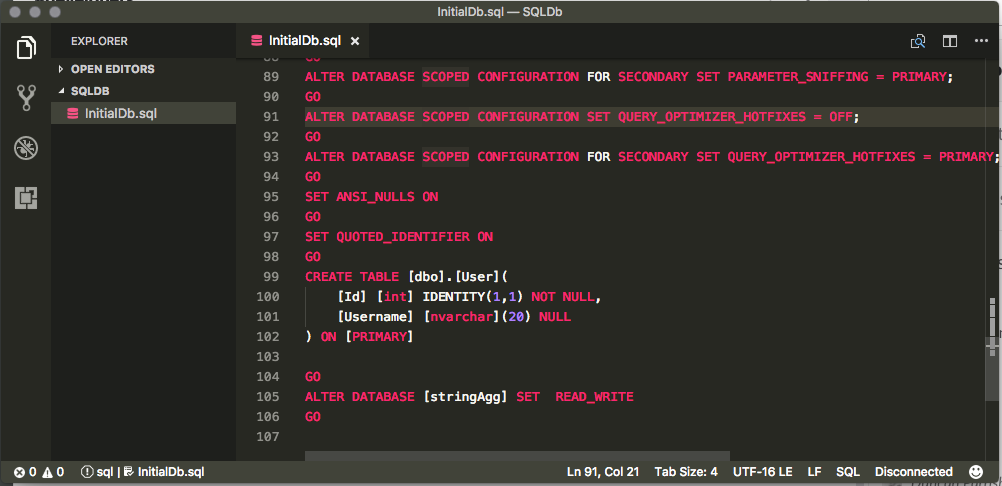 InitialDb.sql — SQLDb
EXPLORER
OPEN EDITORS
SQLDB
InitialDb.sql
InitialDb.sql ×
88 GO
89 ALTER DATABASE SCOPED CONFIGURATION FOR SECONDARY SET PARAMETER_SNIFFING = PRIMARY;
90 GO
91 ALTER DATABASE SCOPED CONFIGURATION SET QUERY_OPTIMIZER_HOTFIXES = OFF;
92 GO
93 ALTER DATABASE SCOPED CONFIGURATION FOR SECONDARY SET QUERY_OPTIMIZER_HOTFIXES = PRIMARY;
94 GO
95 SET ANSI_NULLS ON
96 GO
97 SET QUOTED_IDENTIFIER ON
98 GO
99 CREATE TABLE [dbo].[User](
100 [Id] [int] IDENTITY(1,1) NOT NULL,
101 [Username] [nvarchar](20) NULL
102 ) ON [PRIMARY]
103
104 GO
105 ALTER DATABASE [stringAgg] SET  READ_WRITE
106 GO
107
0 0 sql | InitialDb.sql Ln 91, Col 21 Tab Size: 4 UTF-16 LE LF SQL Disconnected